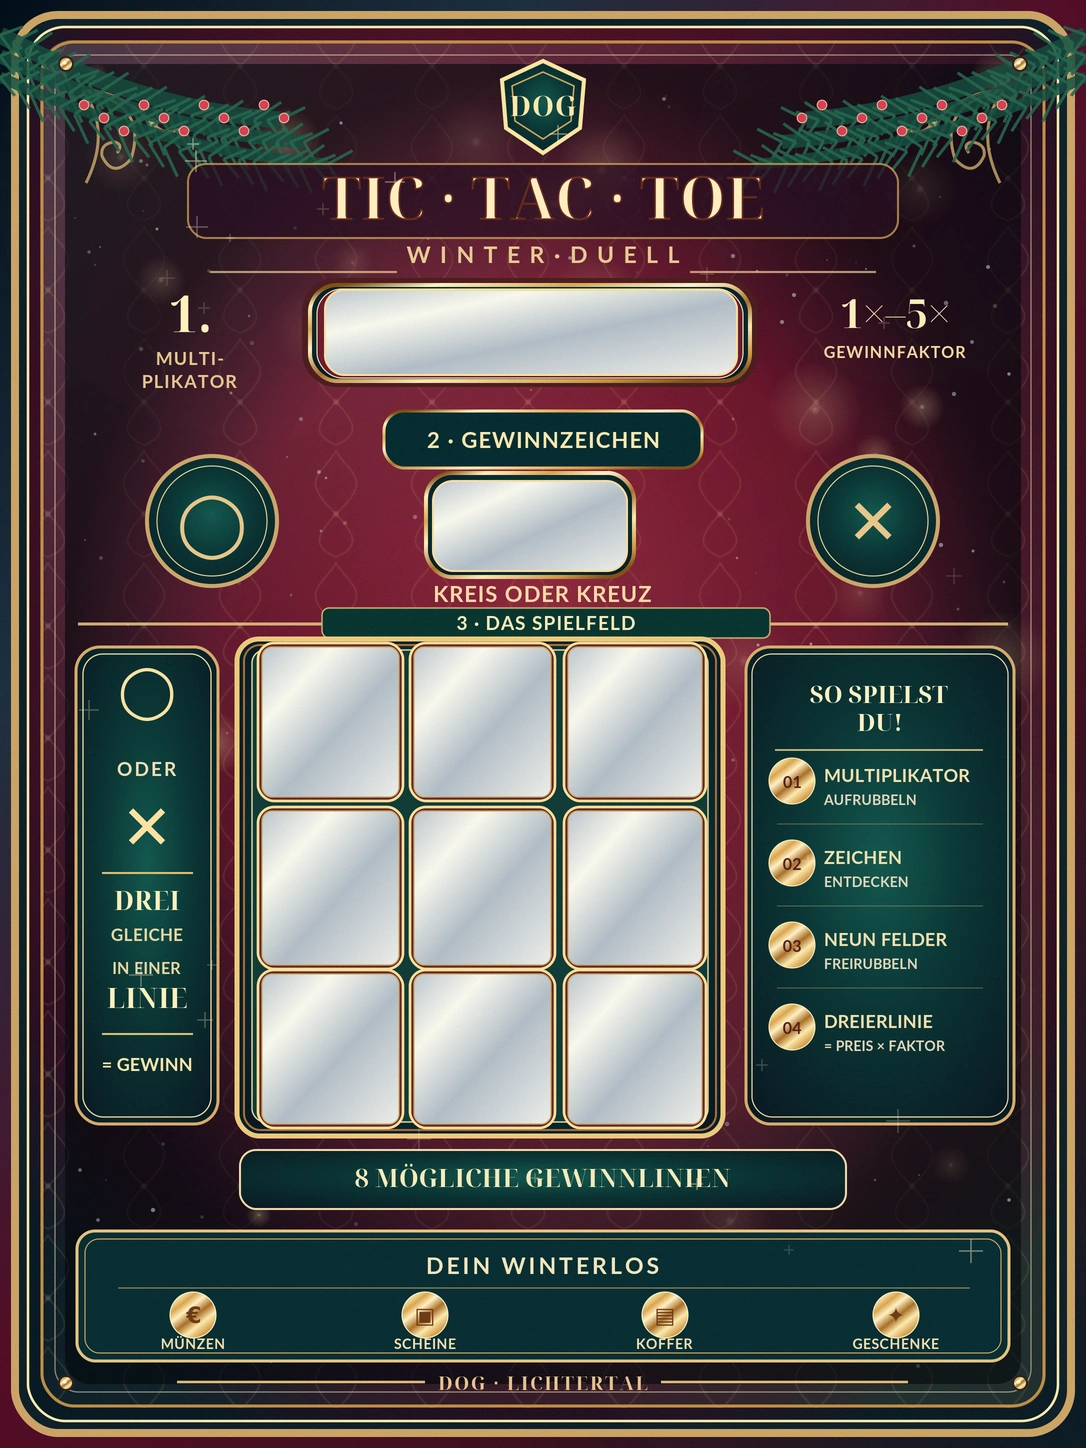 DOG
TIC · TAC · TOE
WINTER·DUELL
1.
MULTI-
PLIKATOR
1×–5×
GEWINNFAKTOR
2 · GEWINNZEICHEN
KREIS ODER KREUZ
3 · DAS SPIELFELD
ODER
DREI
GLEICHE
IN EINER
LINIE
= GEWINN
SO SPIELST
DU!
01 MULTIPLIKATOR
AUFRUBBELN
02 ZEICHEN
ENTDECKEN
03 NEUN FELDER
FREIRUBBELN
04 DREIERLINIE
= PREIS × FAKTOR
8 MÖGLICHE GEWINNLINIEN
DEIN WINTERLOS
€
MÜNZEN SCHEINE KOFFER GESCHENKE
DOG · LICHTERTAL